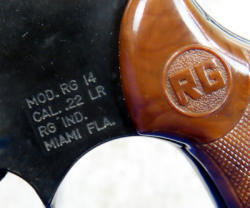 MOD. RG 14
CAL. .22 LR
RG IND.
MIAMI FLA.
RG